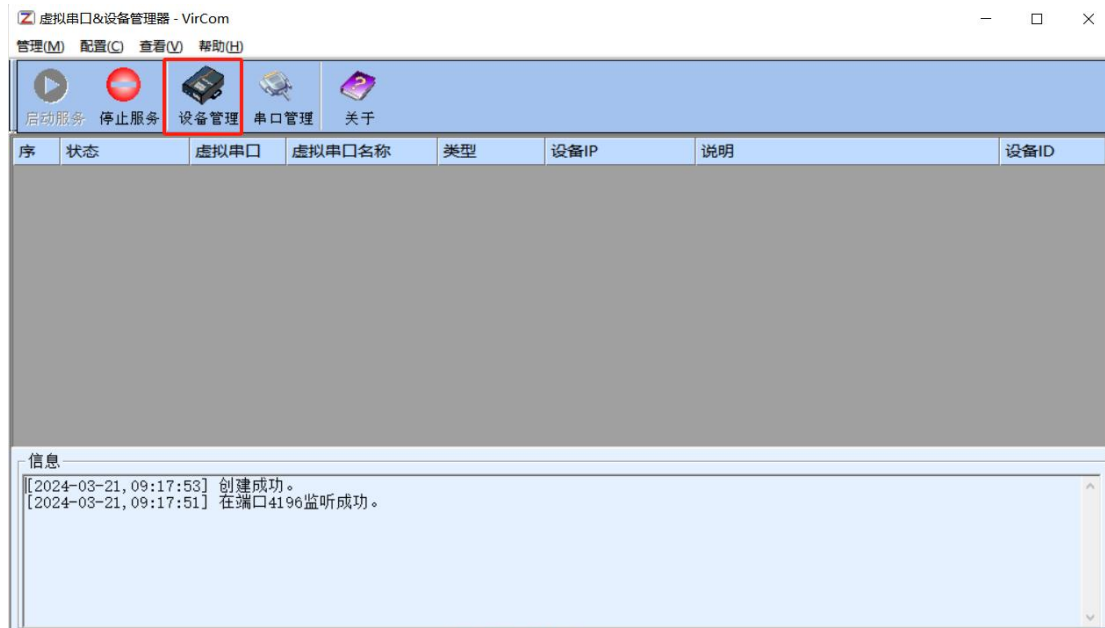 虚拟串口&设备管理器 - VirCom
管理(M) 配置(C) 查看(V) 帮助(H)
启动服务 停止服务 设备管理 串口管理 关于
序 状态 虚拟串口 虚拟串口名称 类型 设备IP 说明 设备ID
信息
[2024-03-21,09:17:53] 创建成功。
[2024-03-21,09:17:51] 在端口4196监听成功。